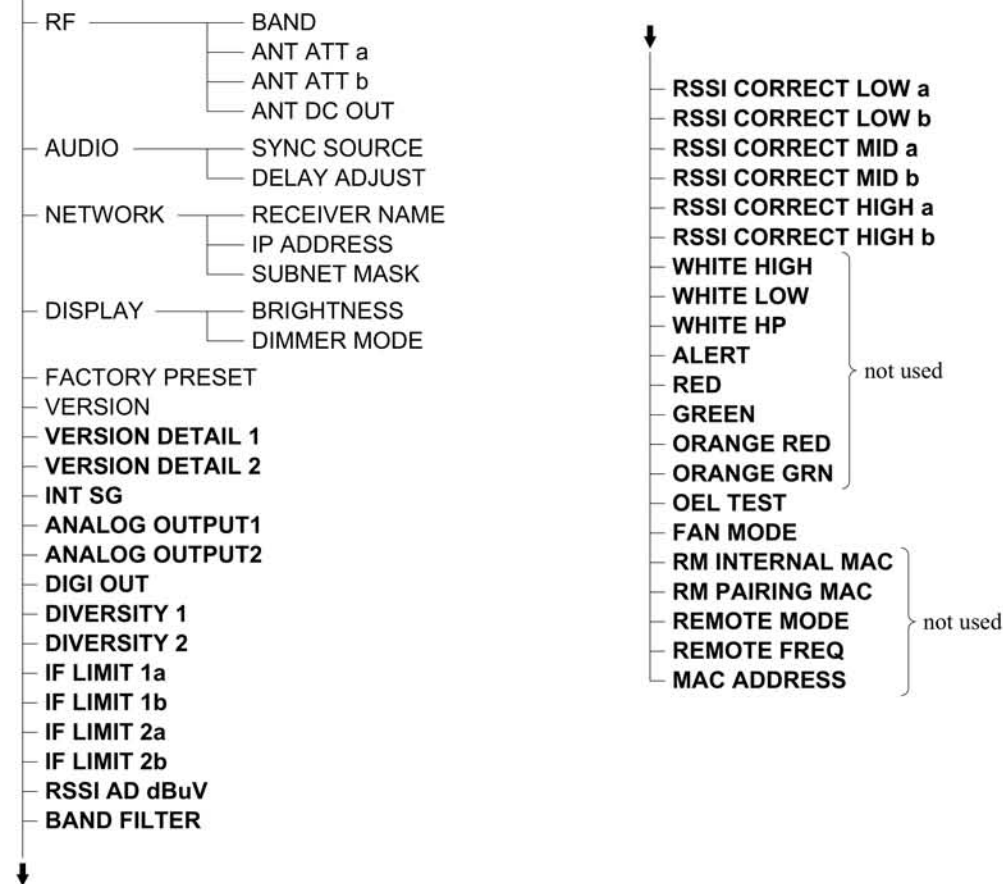 RF BAND
ANT ATT a
ANT ATT b
ANT DC OUT
AUDIO SYNC SOURCE
DELAY ADJUST
NETWORK RECEIVER NAME
IP ADDRESS
SUBNET MASK
DISPLAY BRIGHTNESS
DIMMER MODE
FACTORY PRESET
VERSION
VERSION DETAIL 1
VERSION DETAIL 2
INT SG
ANALOG OUTPUT1
ANALOG OUTPUT2
DIGI OUT
DIVERSITY 1
DIVERSITY 2
IF LIMIT 1a
IF LIMIT 1b
IF LIMIT 2a
IF LIMIT 2b
RSSI AD dBuV
BAND FILTER
RSSI CORRECT LOW a
RSSI CORRECT LOW b
RSSI CORRECT MID a
RSSI CORRECT MID b
RSSI CORRECT HIGH a
RSSI CORRECT HIGH b
WHITE HIGH
WHITE LOW
WHITE HP
ALERT
RED
GREEN
ORANGE RED
ORANGE GRN
not used
OEL TEST
FAN MODE
RM INTERNAL MAC
RM PAIRING MAC
REMOTE MODE
REMOTE FREQ
MAC ADDRESS
not used